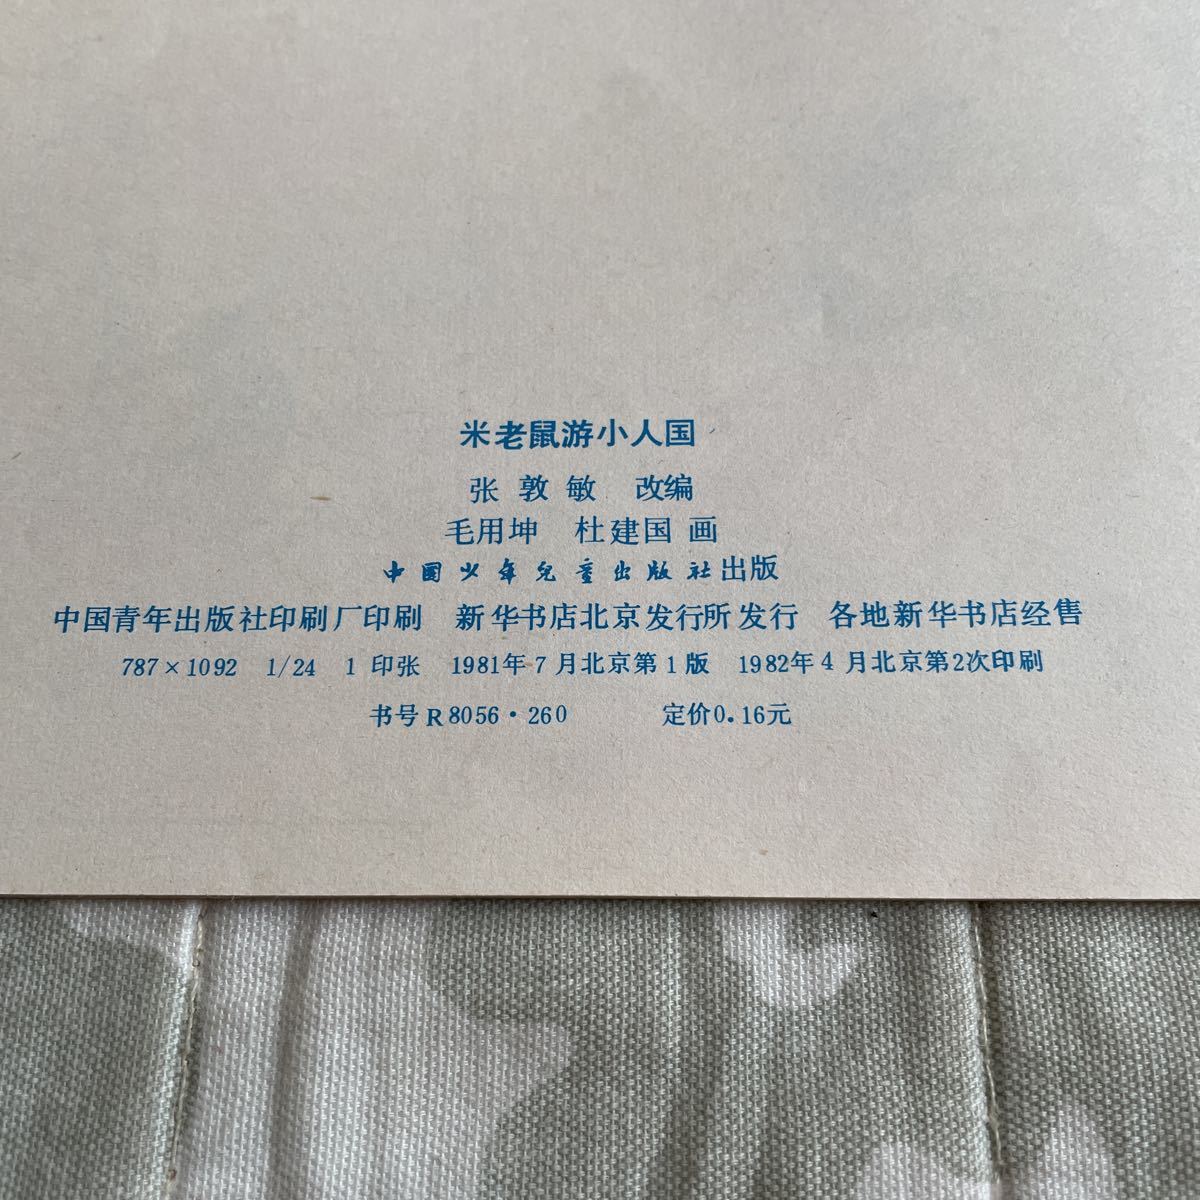 米老鼠游小人国
张敦敏 改编
毛用坤 杜建国 画
中国少年儿童出版社出版
中国青年出版社印刷厂印刷 新华书店北京发行所发行 各地新华书店经售
787×1092 1/24 1 印张 1981年7月北京第1版 1982年4月北京第2次印刷
书号R8056·260 定价0.16元